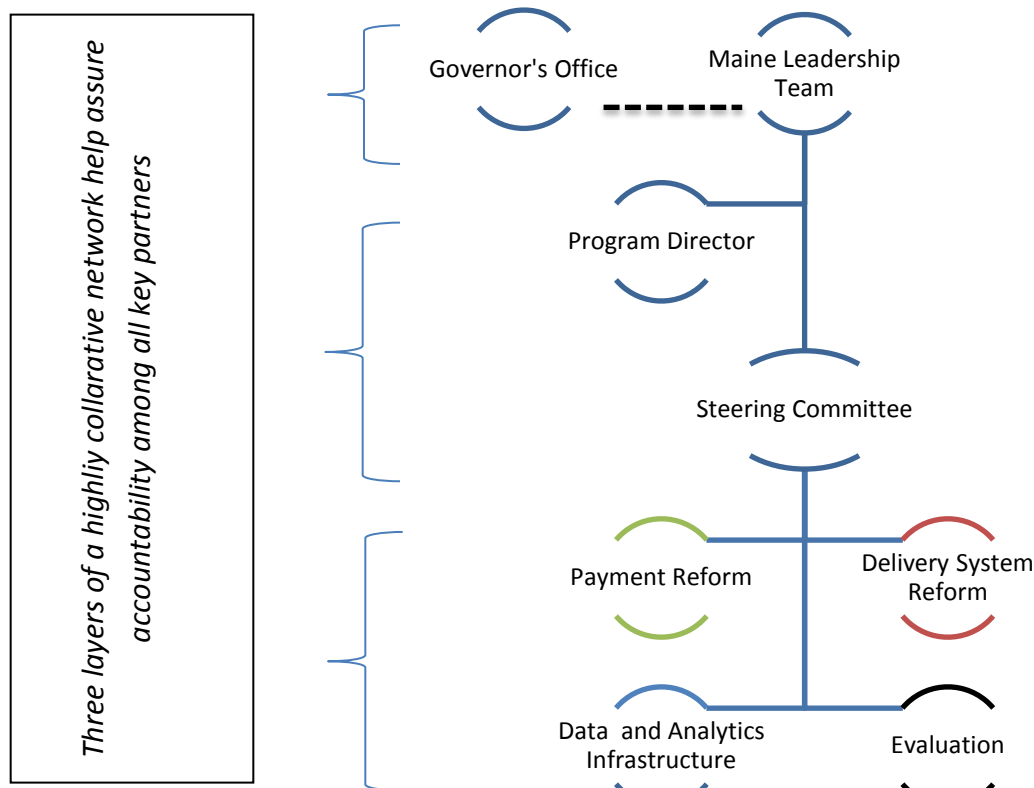 Three layers of a highliy collarative network help assure
accountability among all key partners
Governor's Office
Maine Leadership
Team
Program Director
Steering Committee
Payment Reform
Delivery System
Reform
Data and Analytics
Infrastructure
Evaluation